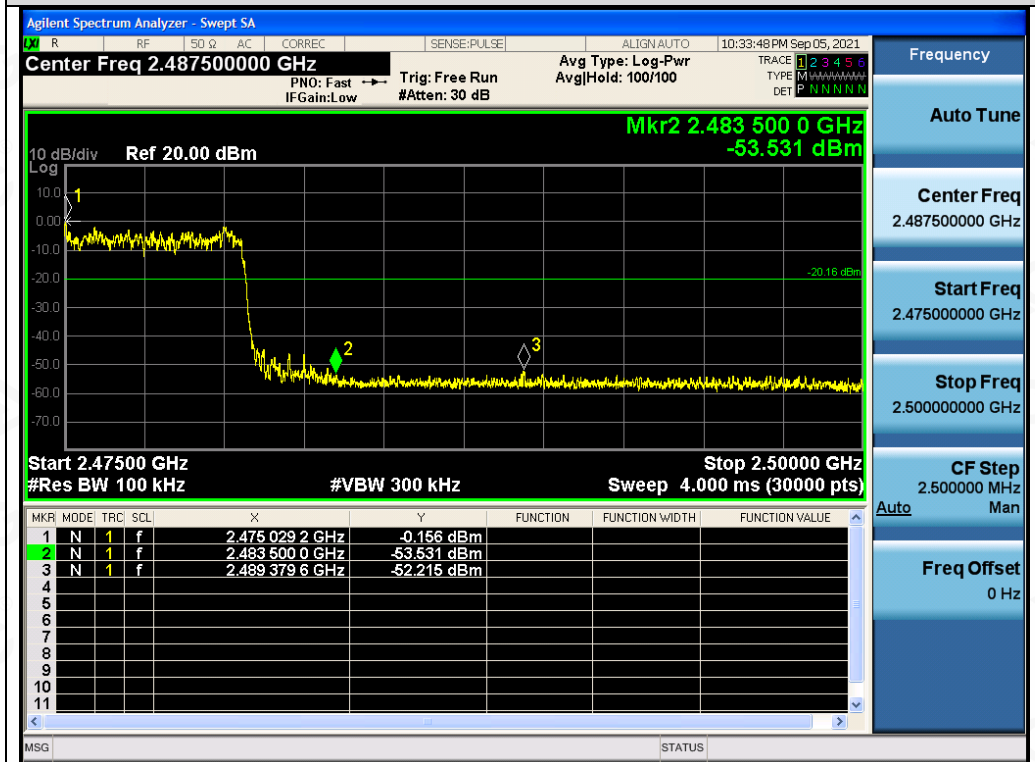 Agilent Spectrum Analyzer - Swept SA
LXI R RF 50 Ω AC CORREC SENSE:PULSE ALIGNAUTO 10:33:48 PM Sep 05, 2021
Center Freq 2.487500000 GHz
PNO: Fast
IFGain:Low
Trig: Free Run
#Atten: 30 dB
Avg Type: Log-Pwr
Avg|Hold: 100/100
TRACE 1 2 3 4 5 6
TYPE M
DET P N N N N N
Mkr2 2.483 500 0 GHz
-53.531 dBm
10 dB/div Ref 20.00 dBm
Log
10.0
0.00
-10.0
-20.0
-30.0
-40.0
-50.0
-60.0
-70.0
1
2
3
-20.16 dBm
Start 2.47500 GHz Stop 2.50000 GHz
#Res BW 100 kHz #VBW 300 kHz Sweep 4.000 ms (30000 pts)
MKR MODE TRC SCL X Y FUNCTION FUNCTION WIDTH FUNCTION VALUE
1 N 1 f 2.475 029 2 GHz -0.156 dBm
2 N 1 f 2.483 500 0 GHz -53.531 dBm
3 N 1 f 2.489 379 6 GHz -52.215 dBm
4
5
6
7
8
9
10
11
MSG STATUS
Frequency
Auto Tune
Center Freq
2.487500000 GHz
Start Freq
2.475000000 GHz
Stop Freq
2.500000000 GHz
CF Step
2.500000 MHz
Auto Man
Freq Offset
0 Hz